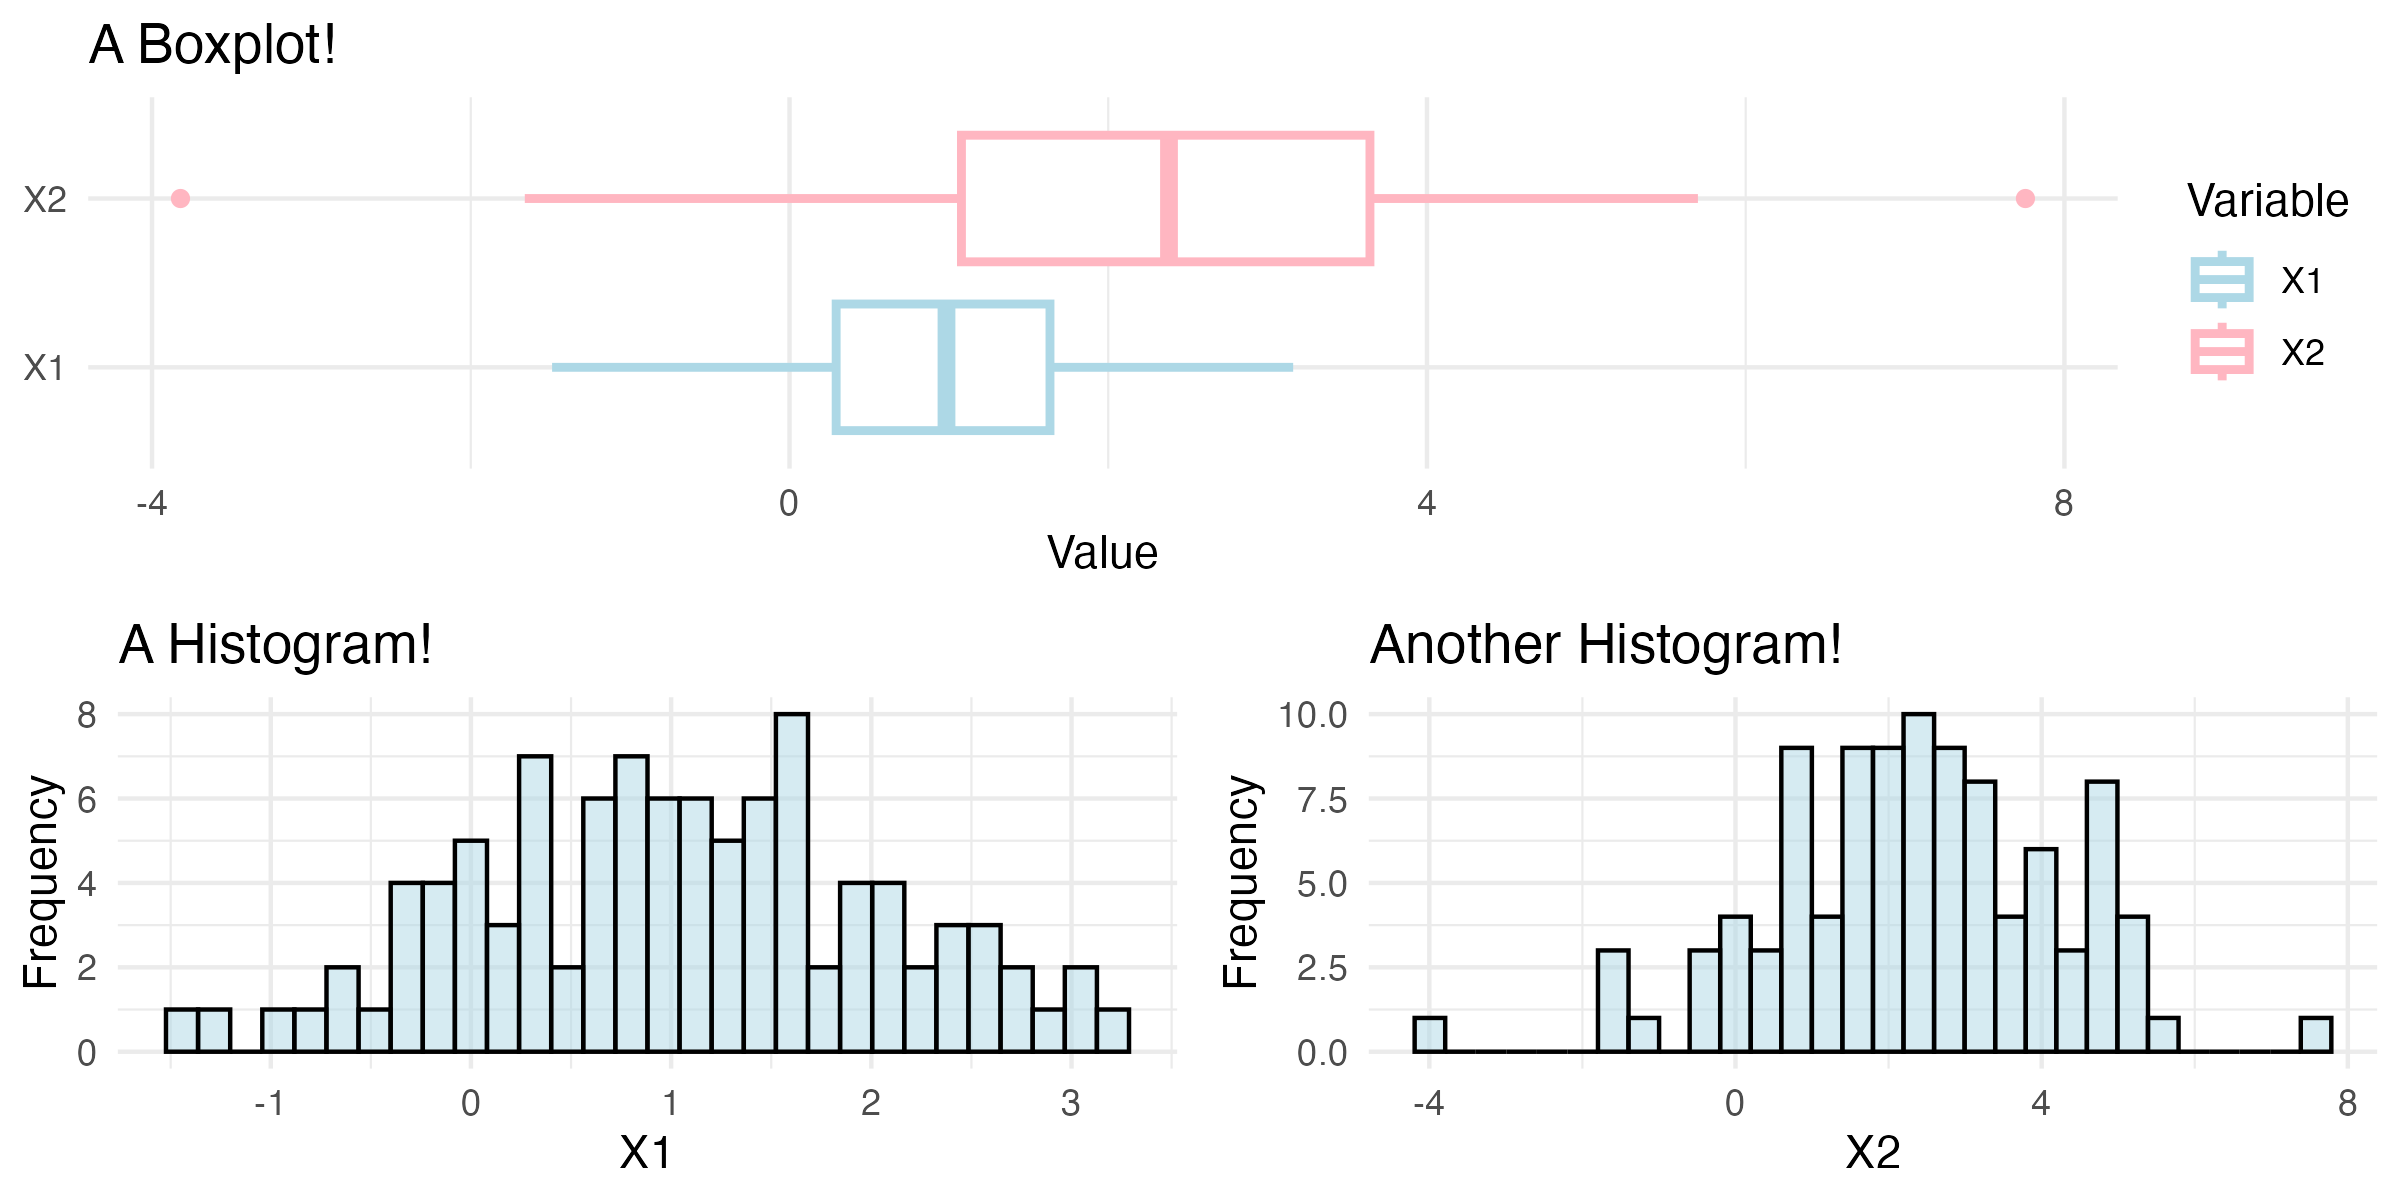 A Boxplot!
X2
X1
-4 0 4 8
Value
Variable
X1
X2
A Histogram!
Frequency
8
6
4
2
0
-1 0 1 2 3
X1
Another Histogram!
Frequency
10.0
7.5
5.0
2.5
0.0
-4 0 4 8
X2